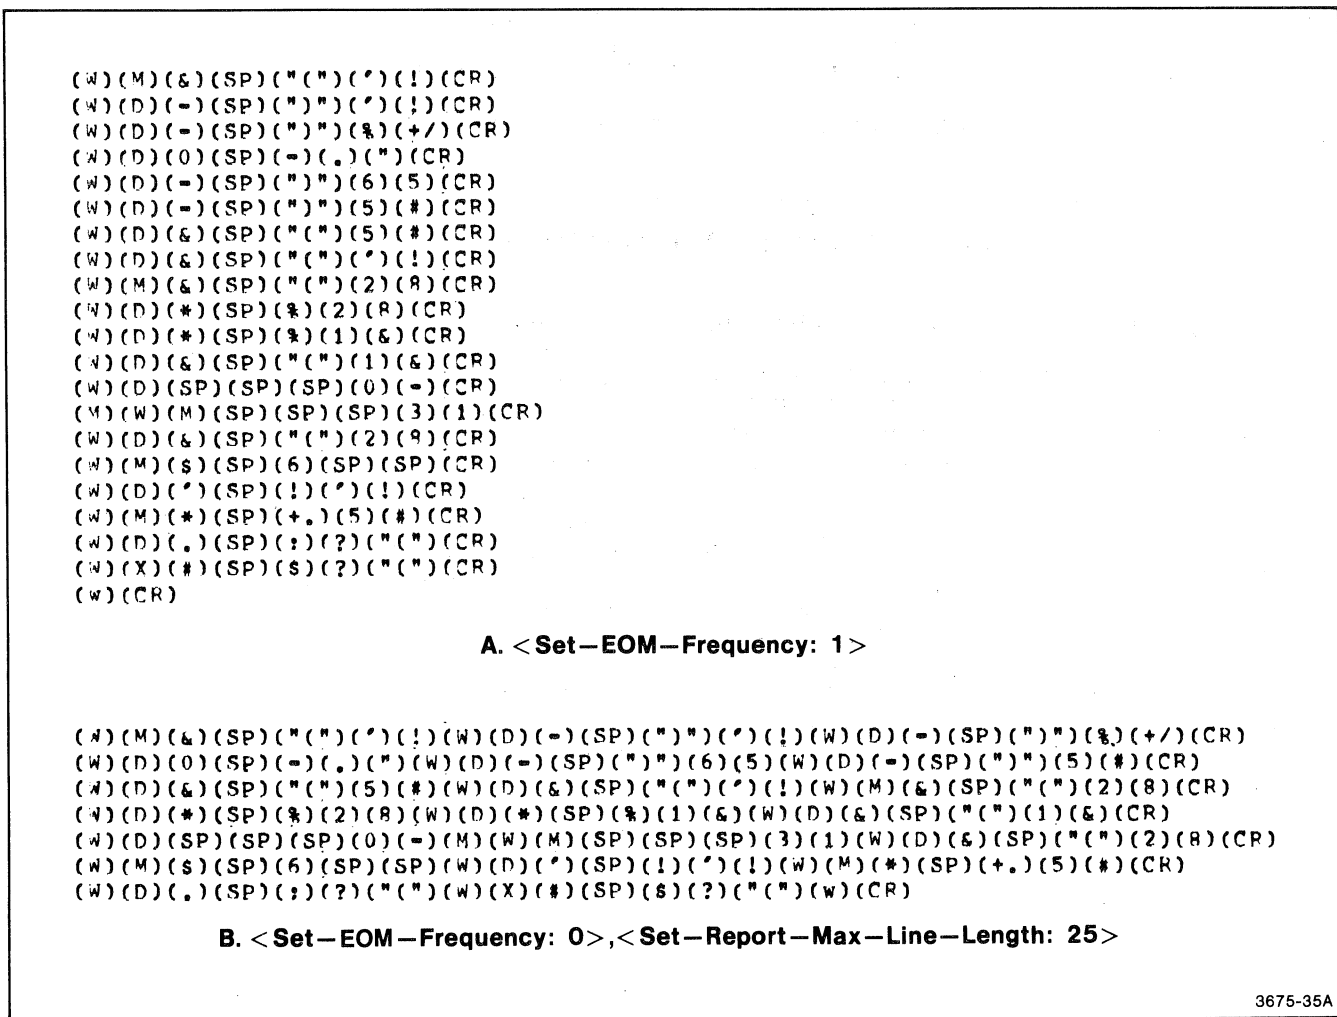 (W)(M)(&)(SP)("(")(')(!)(CR)
(W)(D)(-)(SP)(")")(')(!)(CR)
(W)(D)(-)(SP)(")")(%)(+/)(CR)
(W)(D)(0)(SP)(-)(.)(")(CR)
(W)(D)(-)(SP)(")")(6)(5)(CR)
(W)(D)(-)(SP)(")")(5)(#)(CR)
(W)(D)(&)(SP)("(")(5)(#)(CR)
(W)(D)(&)(SP)("(")(')(!)(CR)
(W)(M)(&)(SP)("(")(2)(8)(CR)
(W)(D)(*)(SP)(%)(2)(8)(CR)
(W)(D)(*)(SP)(%)(1)(&)(CR)
(W)(D)(&)(SP)("(")(1)(&)(CR)
(W)(D)(SP)(SP)(SP)(0)(-)(CR)
(M)(W)(M)(SP)(SP)(SP)(3)(1)(CR)
(W)(D)(&)(SP)("(")(2)(8)(CR)
(W)(M)($)(SP)(6)(SP)(SP)(CR)
(W)(D)(')(SP)(!)(')(!)(CR)
(W)(M)(*)(SP)(+.)(5)(#)(CR)
(W)(D)(.)(SP)(:)(?)("(")(CR)
(W)(X)(#)(SP)($)(?)("(")(CR)
(w)(CR)
A. <Set—EOM—Frequency: 1>
(W)(M)(&)(SP)("(")(')(!)(W)(D)(-)(SP)(")")(')(!)(W)(D)(-)(SP)(")")(%)(+/)(CR)
(W)(D)(0)(SP)(-)(.)(")(W)(D)(-)(SP)(")")(6)(5)(W)(D)(-)(SP)(")")(5)(#)(CR)
(W)(D)(&)(SP)("(")(5)(#)(W)(D)(&)(SP)("(")(')(!)(W)(M)(&)(SP)("(")(2)(8)(CR)
(W)(D)(*)(SP)(%)(2)(8)(W)(D)(*)(SP)(%)(1)(&)(W)(D)(&)(SP)("(")(1)(&)(CR)
(W)(D)(SP)(SP)(SP)(0)(-)(M)(W)(M)(SP)(SP)(SP)(3)(1)(W)(D)(&)(SP)("(")(2)(8)(CR)
(W)(M)($)(SP)(6)(SP)(SP)(W)(D)(')(SP)(!)(')(!)(W)(M)(*)(SP)(+.)(5)(#)(CR)
(W)(D)(.)(SP)(:)(?)("(")(W)(X)(#)(SP)($)(?)("(")(w)(CR)
B. <Set—EOM—Frequency: 0>,<Set—Report—Max—Line—Length: 25>
3675-35A